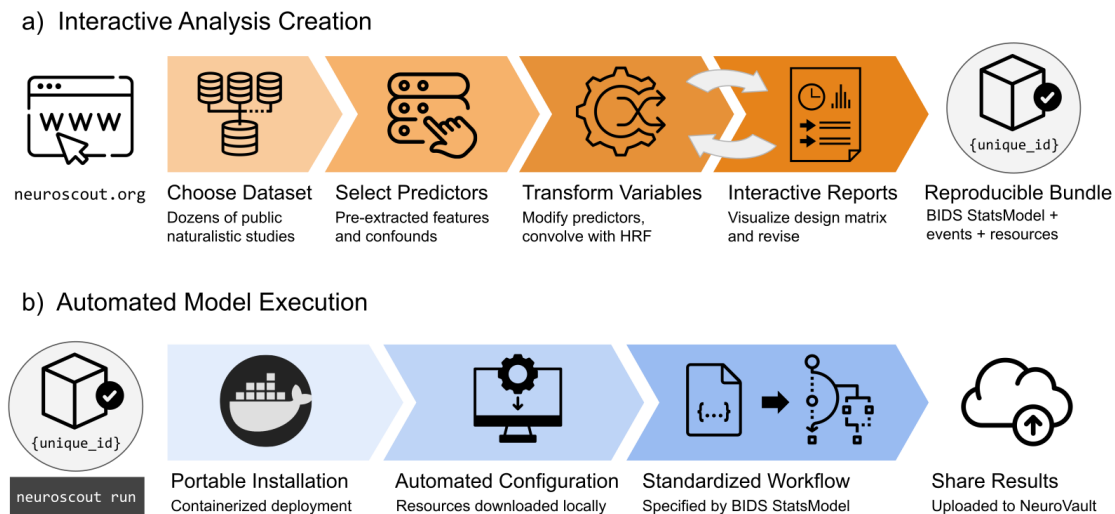 a) Interactive Analysis Creation
WWW
neuroscout.org
Choose Dataset
Dozens of public
naturalistic studies
Select Predictors
Pre-extracted features
and confounds
Transform Variables
Modify predictors,
convolve with HRF
Interactive Reports
Visualize design matrix
and revise
{unique_id}
Reproducible Bundle
BIDS StatsModel +
events + resources
b) Automated Model Execution
{unique_id}
neuroscout run
Portable Installation
Containerized deployment
Automated Configuration
Resources downloaded locally
{...}
Standardized Workflow
Specified by BIDS StatsModel
Share Results
Uploaded to NeuroVault